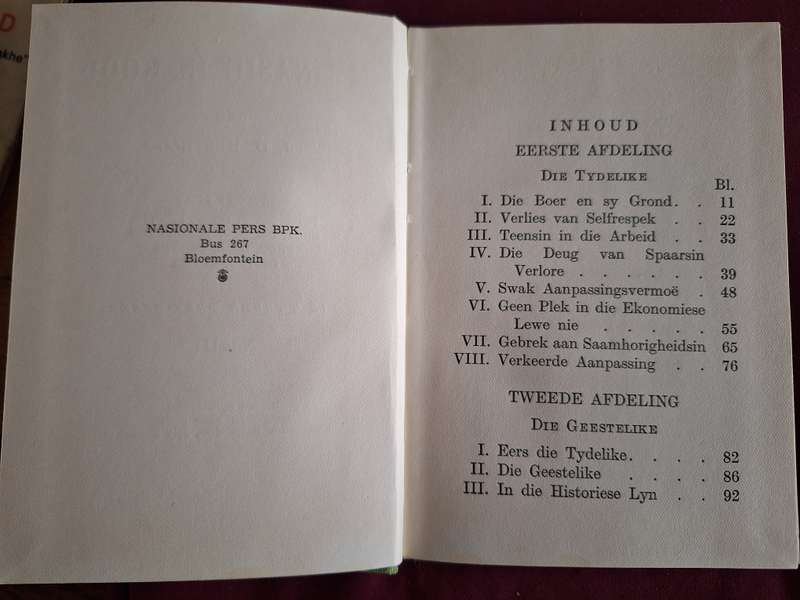 D
NASIONALE PERS BPK.
Bus 267
Bloemfontein
INHOUD
EERSTE AFDELING
DIE TYDELIKE
Bl.
I. Die Boer en sy Grond. . 11
II. Verlies van Selfrespek . . 22
III. Teensin in die Arbeid . . 33
IV. Die Deug van Spaarsin
Verlore . . . . . . 39
V. Swak Aanpassingsvermoë . 48
VI. Geen Plek in die Ekonomiese
Lewe nie . . . . . 55
VII. Gebrek aan Saamhorigheidsin 65
VIII. Verkeerde Aanpassing . . 76
TWEEDE AFDELING
DIE GEESTELIKE
I. Eers die Tydelike. . . . 82
II. Die Geestelike . . . . 86
III. In die Historiese Lyn . . 92